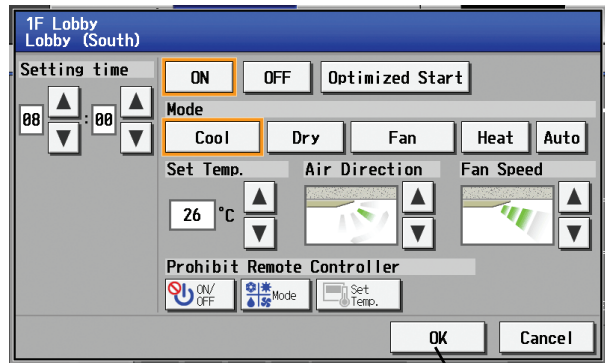 1F Lobby
Lobby (South)
Setting time
08 : 00
ON OFF Optimized Start
Mode
Cool Dry Fan Heat Auto
Set Temp. Air Direction Fan Speed
26 °C
Prohibit Remote Controller
ON/
OFF
Mode
Set
Temp.
OK Cancel